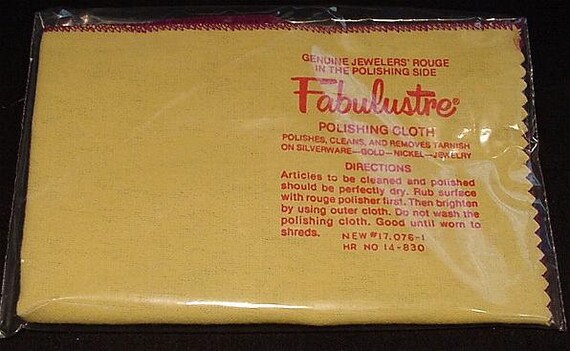 GENUINE JEWELERS' ROUGE
IN THE POLISHING SIDE
Fabulustre®
POLISHING CLOTH
POLISHES, CLEANS, AND REMOVES TARNISH
ON SILVERWARE—GOLD—NICKEL—JEWELRY
DIRECTIONS
Articles to be cleaned and polished
should be perfectly dry. Rub surface
with rouge polisher first. Then brighten
by using outer cloth. Do not wash the
polishing cloth. Good until worn to
shreds.
NEW #17.076-1
HR NO 14-830